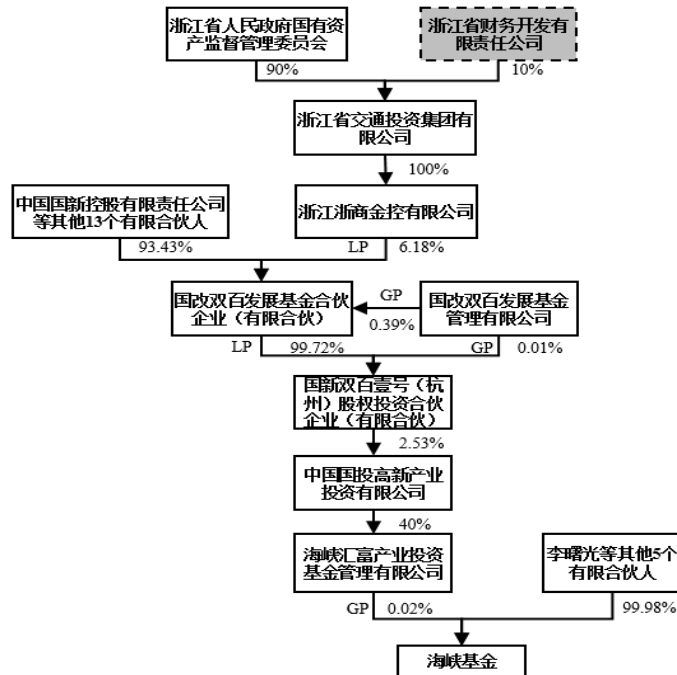 浙江省人民政府国有资
产监督管理委员会
浙江省财务开发有
限责任公司
90%
10%
浙江省交通投资集团有
限公司
100%
中国国新控股有限责任公司
等其他13个有限合伙人
浙江浙商金控有限公司
93.43%
LP
6.18%
国改双百发展基金合伙
企业（有限合伙）
GP
0.39%
国改双百发展基金
管理有限公司
LP
99.72%
GP
0.01%
国新双百壹号（杭
州）股权投资合伙
企业（有限合伙）
2.53%
中国国投高新产业
投资有限公司
40%
海峡汇富产业投资
基金管理有限公司
李曙光等其他5个
有限合伙人
GP
0.02%
99.98%
海峡基金